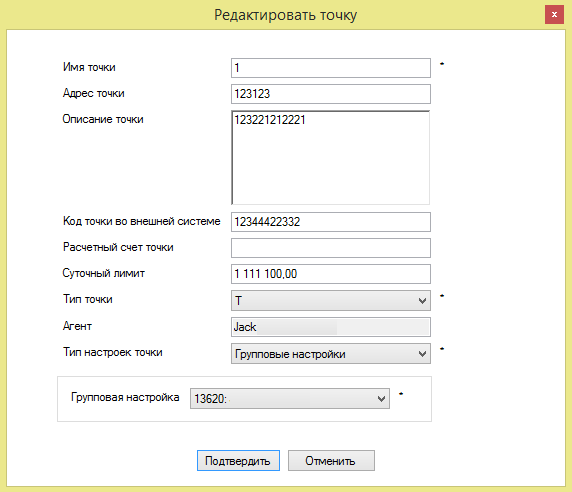 Редактировать точку
x
Имя точки 1 *
Адрес точки 123123
Описание точки 123221212221
Код точки во внешней системе 12344422332
Расчетный счет точки
Суточный лимит 1 111 100,00
Тип точки Т *
Агент Jack
Тип настроек точки Групповые настройки *
Групповая настройка 13620: *
Подтвердить Отменить